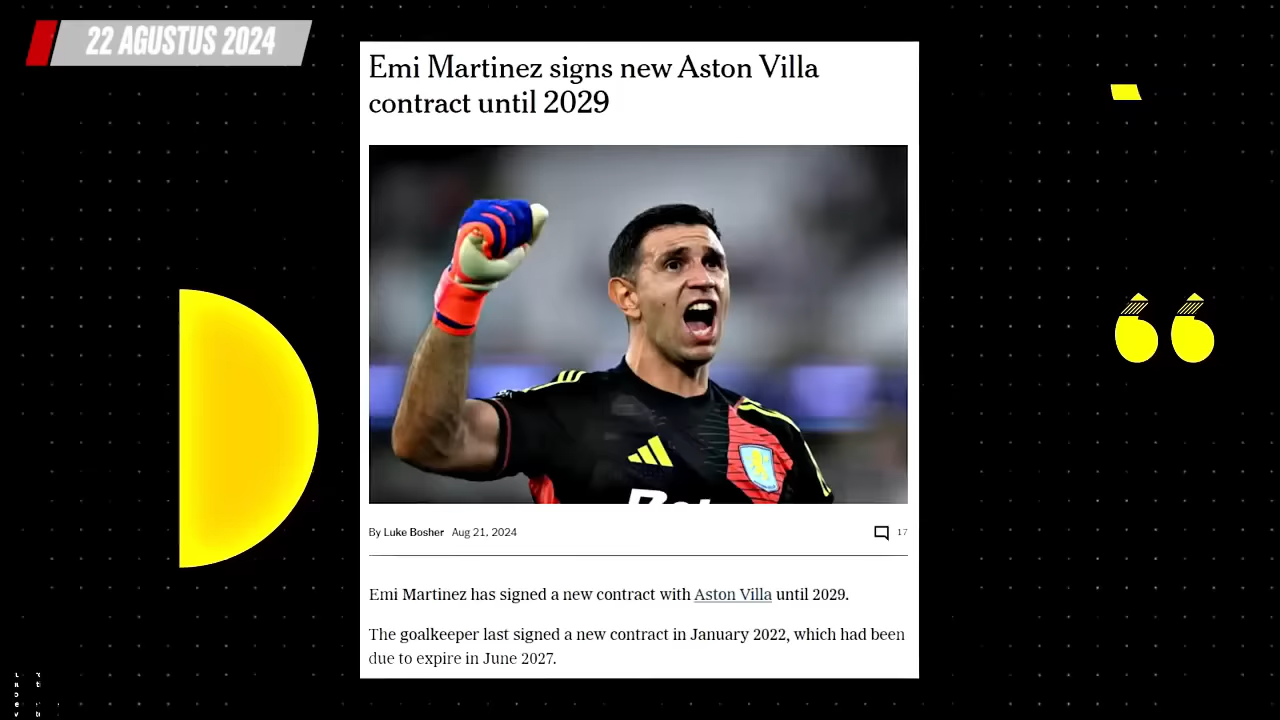 22 AGUSTUS 2024
Emi Martinez signs new Aston Villa
contract until 2029
By Luke Bosher Aug 21, 2024
17
Emi Martinez has signed a new contract with Aston Villa until 2029.
The goalkeeper last signed a new contract in January 2022, which had been
due to expire in June 2027.